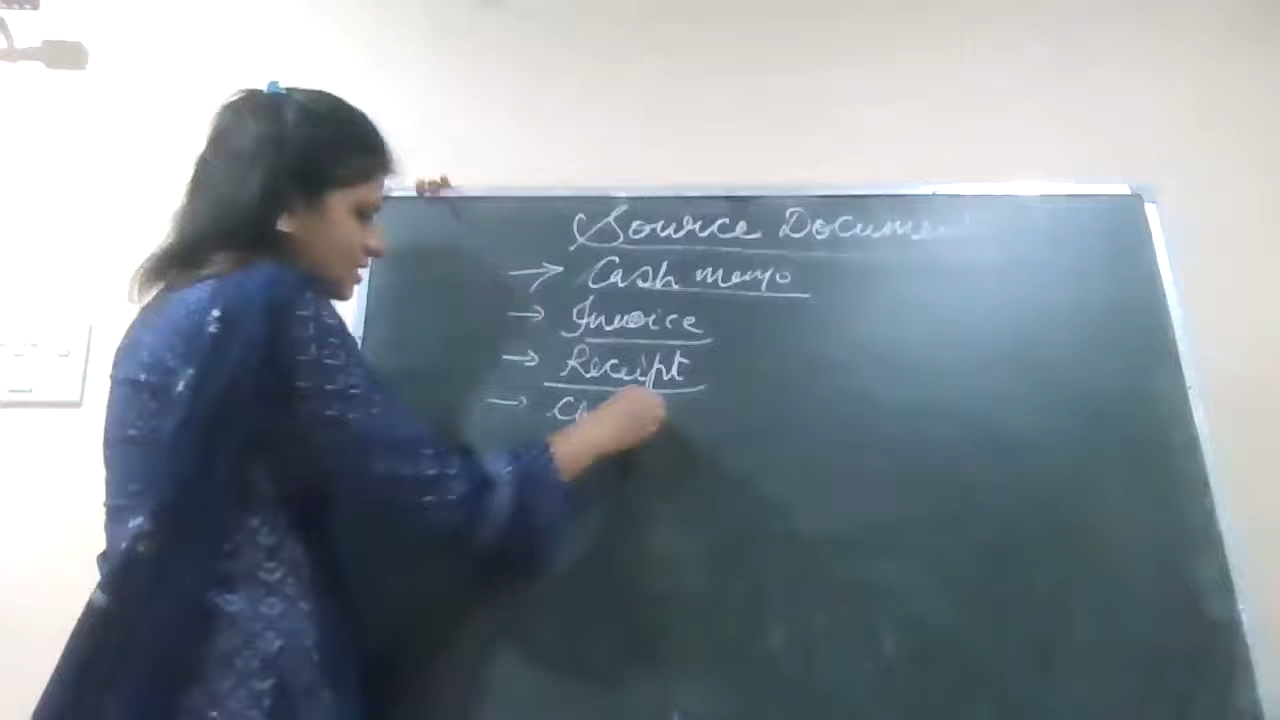 Source Document
→ Cash memo
→ Invoice
→ Receipt
→